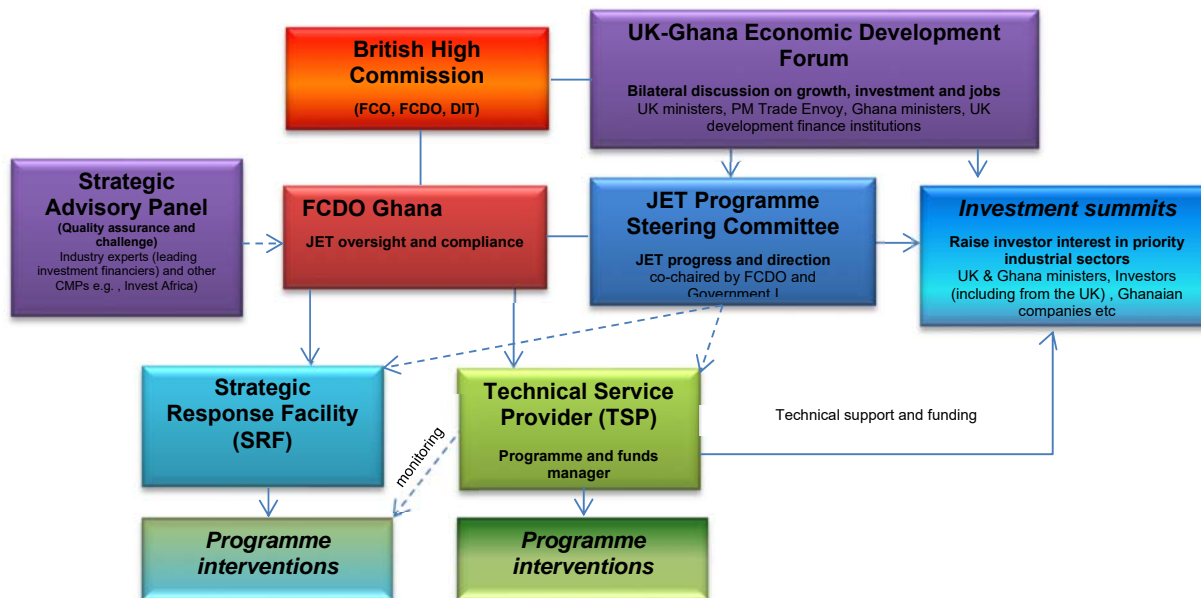 British High
Commission
(FCO, FCDO, DIT)
UK-Ghana Economic Development
Forum
Bilateral discussion on growth, investment and jobs
UK ministers, PM Trade Envoy, Ghana ministers, UK
development finance institutions
Strategic
Advisory Panel
(Quality assurance and
challenge)
Industry experts (leading
investment financiers) and other
CMPs e.g. , Invest Africa)
FCDO Ghana
JET oversight and compliance
JET Programme
Steering Committee
JET progress and direction
co-chaired by FCDO and
Government
Investment summits
Raise investor interest in priority
industrial sectors
UK & Ghana ministers, Investors
(including from the UK) , Ghanaian
companies etc
Strategic
Response Facility
(SRF)
Technical Service
Provider (TSP)
Programme and funds
manager
Technical support and funding
monitoring
Programme
interventions
Programme
interventions